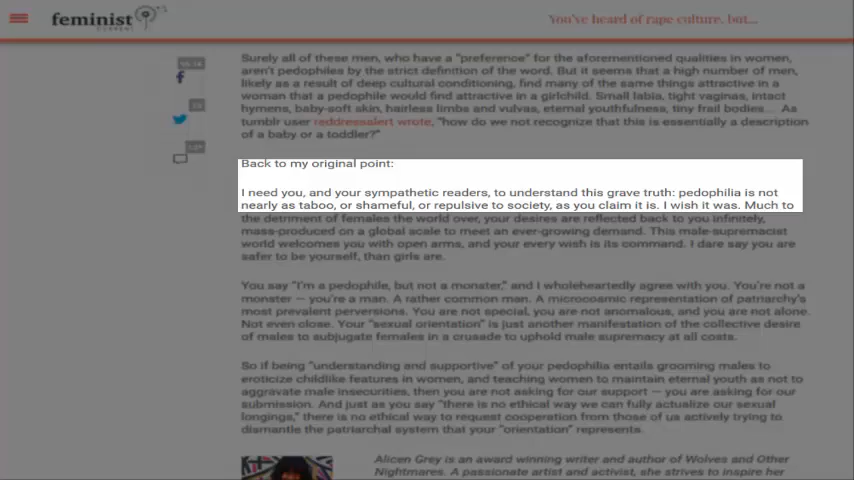 feminist
CURRENT
You've heard of rape culture, but...
Surely all of these men, who have a "preference" for the aforementioned qualities in women,
aren't pedophiles by the strict definition of the word. But it seems that a high number of men,
likely as a result of deep cultural conditioning, find many of the same things attractive in a
woman that a pedophile would find attractive in a girlchild. Small labia, tight vaginas, intact
hymens, baby-soft skin, hairless limbs and vulvas, eternal youthfulness, tiny frail bodies… As
tumblr user reddressalert wrote, "how do we not recognize that this is essentially a description
of a baby or a toddler?"
Back to my original point:
I need you, and your sympathetic readers, to understand this grave truth: pedophilia is not
nearly as taboo, or shameful, or repulsive to society, as you claim it is. I wish it was. Much to
the detriment of females the world over, your desires are reflected back to you infinitely,
mass-produced on a global scale to meet an ever-growing demand. This male-supremacist
world welcomes you with open arms, and your every wish is its command. I dare say you are
safer to be yourself, than girls are.
You say "I'm a pedophile, but not a monster," and I wholeheartedly agree with you. You're not a
monster — you're a man. A rather common man. A microcosmic representation of patriarchy's
most prevalent perversions. You are not special, you are not anomalous, and you are not alone.
Not even close. Your "sexual orientation" is just another manifestation of the collective desire
of males to subjugate females in a crusade to uphold male supremacy at all costs.
So if being "understanding and supportive" of your pedophilia entails grooming males to
eroticize childlike features in women, and teaching women to maintain eternal youth as not to
aggravate male insecurities, then you are not asking for our support — you are asking for our
submission. And just as you say "there is no ethical way we can fully actualize our sexual
longings," there is no ethical way to request cooperation from those of us actively trying to
dismantle the patriarchal system that your "orientation" represents.
Alicen Grey is an award winning writer and author of Wolves and Other
Nightmares. A passionate artist and activist, she strives to inspire her